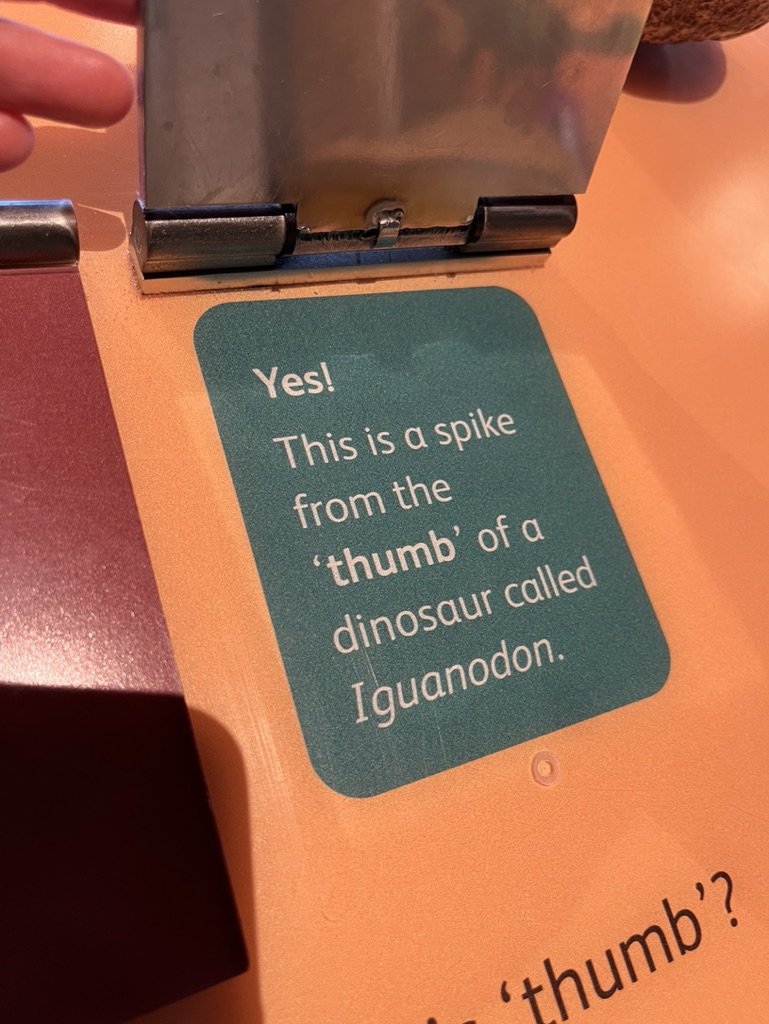 Yes!
This is a spike
from the
‘thumb’ of a
dinosaur called
Iguanodon.
‘thumb’?